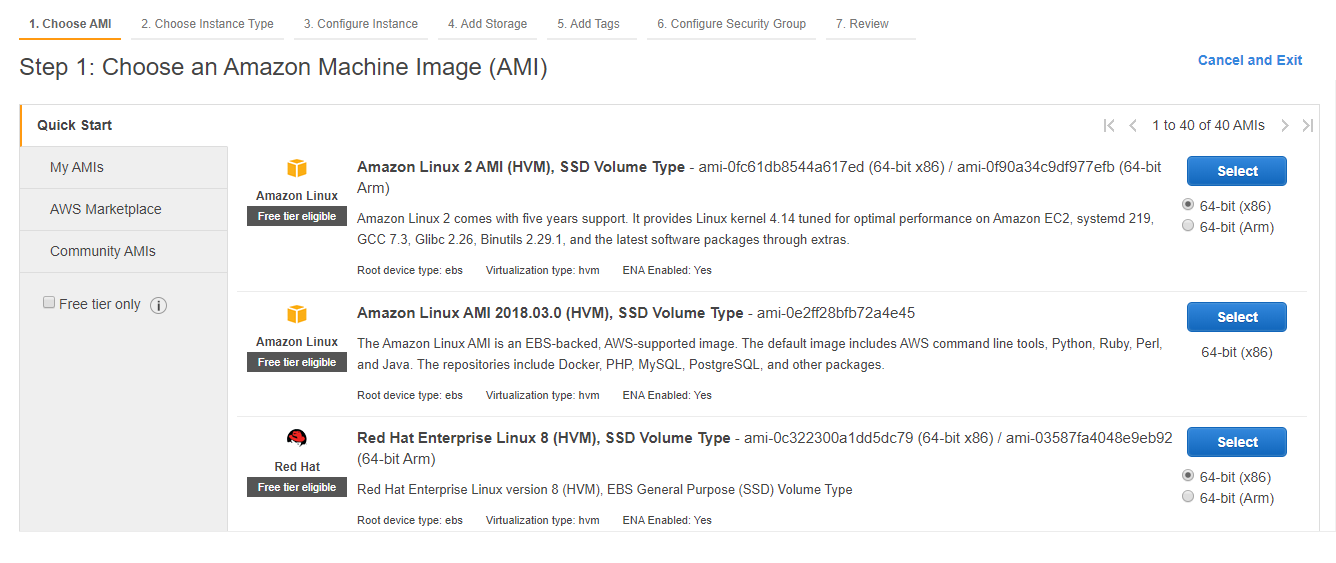 1. Choose AMI 2. Choose Instance Type 3. Configure Instance 4. Add Storage 5. Add Tags 6. Configure Security Group 7. Review
Step 1: Choose an Amazon Machine Image (AMI)
Cancel and Exit
Quick Start
1 to 40 of 40 AMIs
My AMIs
AWS Marketplace
Community AMIs
Free tier only
Amazon Linux
Free tier eligible
Amazon Linux 2 AMI (HVM), SSD Volume Type - ami-0fc61db8544a617ed (64-bit x86) / ami-0f90a34c9df977efb (64-bit
Arm)
Amazon Linux 2 comes with five years support. It provides Linux kernel 4.14 tuned for optimal performance on Amazon EC2, systemd 219,
GCC 7.3, Glibc 2.26, Binutils 2.29.1, and the latest software packages through extras.
Root device type: ebs Virtualization type: hvm ENA Enabled: Yes
Select
64-bit (x86)
64-bit (Arm)
Amazon Linux
Free tier eligible
Amazon Linux AMI 2018.03.0 (HVM), SSD Volume Type - ami-0e2ff28bfb72a4e45
The Amazon Linux AMI is an EBS-backed, AWS-supported image. The default image includes AWS command line tools, Python, Ruby, Perl,
and Java. The repositories include Docker, PHP, MySQL, PostgreSQL, and other packages.
Root device type: ebs Virtualization type: hvm ENA Enabled: Yes
Select
64-bit (x86)
Red Hat
Free tier eligible
Red Hat Enterprise Linux 8 (HVM), SSD Volume Type - ami-0c322300a1dd5dc79 (64-bit x86) / ami-03587fa4048e9eb92
(64-bit Arm)
Red Hat Enterprise Linux version 8 (HVM), EBS General Purpose (SSD) Volume Type
Root device type: ebs Virtualization type: hvm ENA Enabled: Yes
Select
64-bit (x86)
64-bit (Arm)